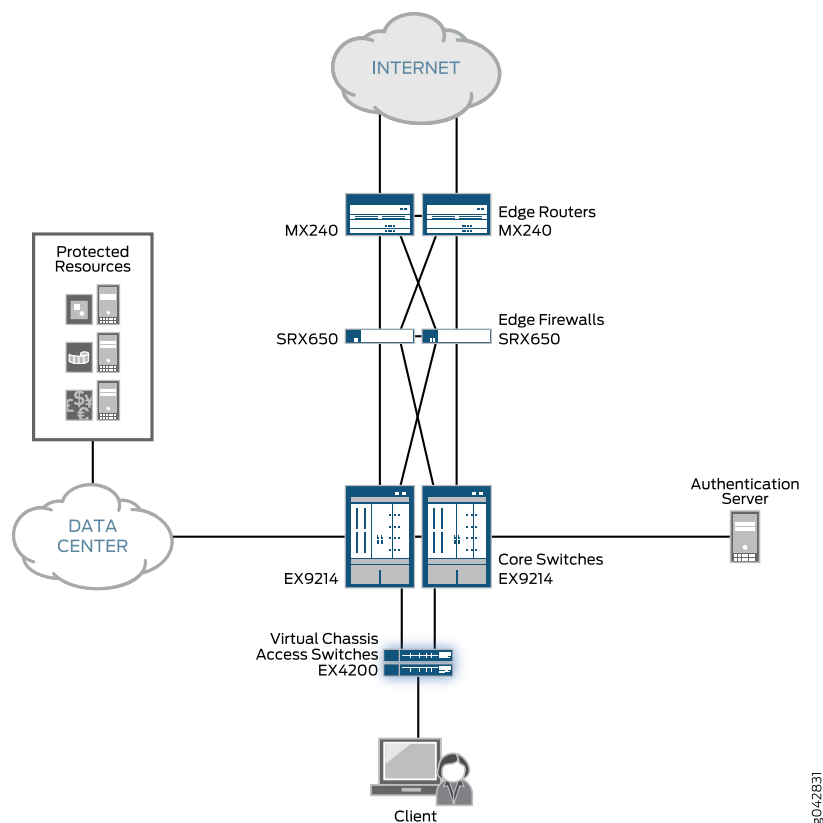 INTERNET
Edge Routers
MX240
MX240
Protected
Resources
Edge Firewalls
SRX650
SRX650
£$¥€
Authentication
Server
DATA
CENTER
Core Switches
EX9214
EX9214
Virtual Chassis
Access Switches
EX4200
Client
g042831